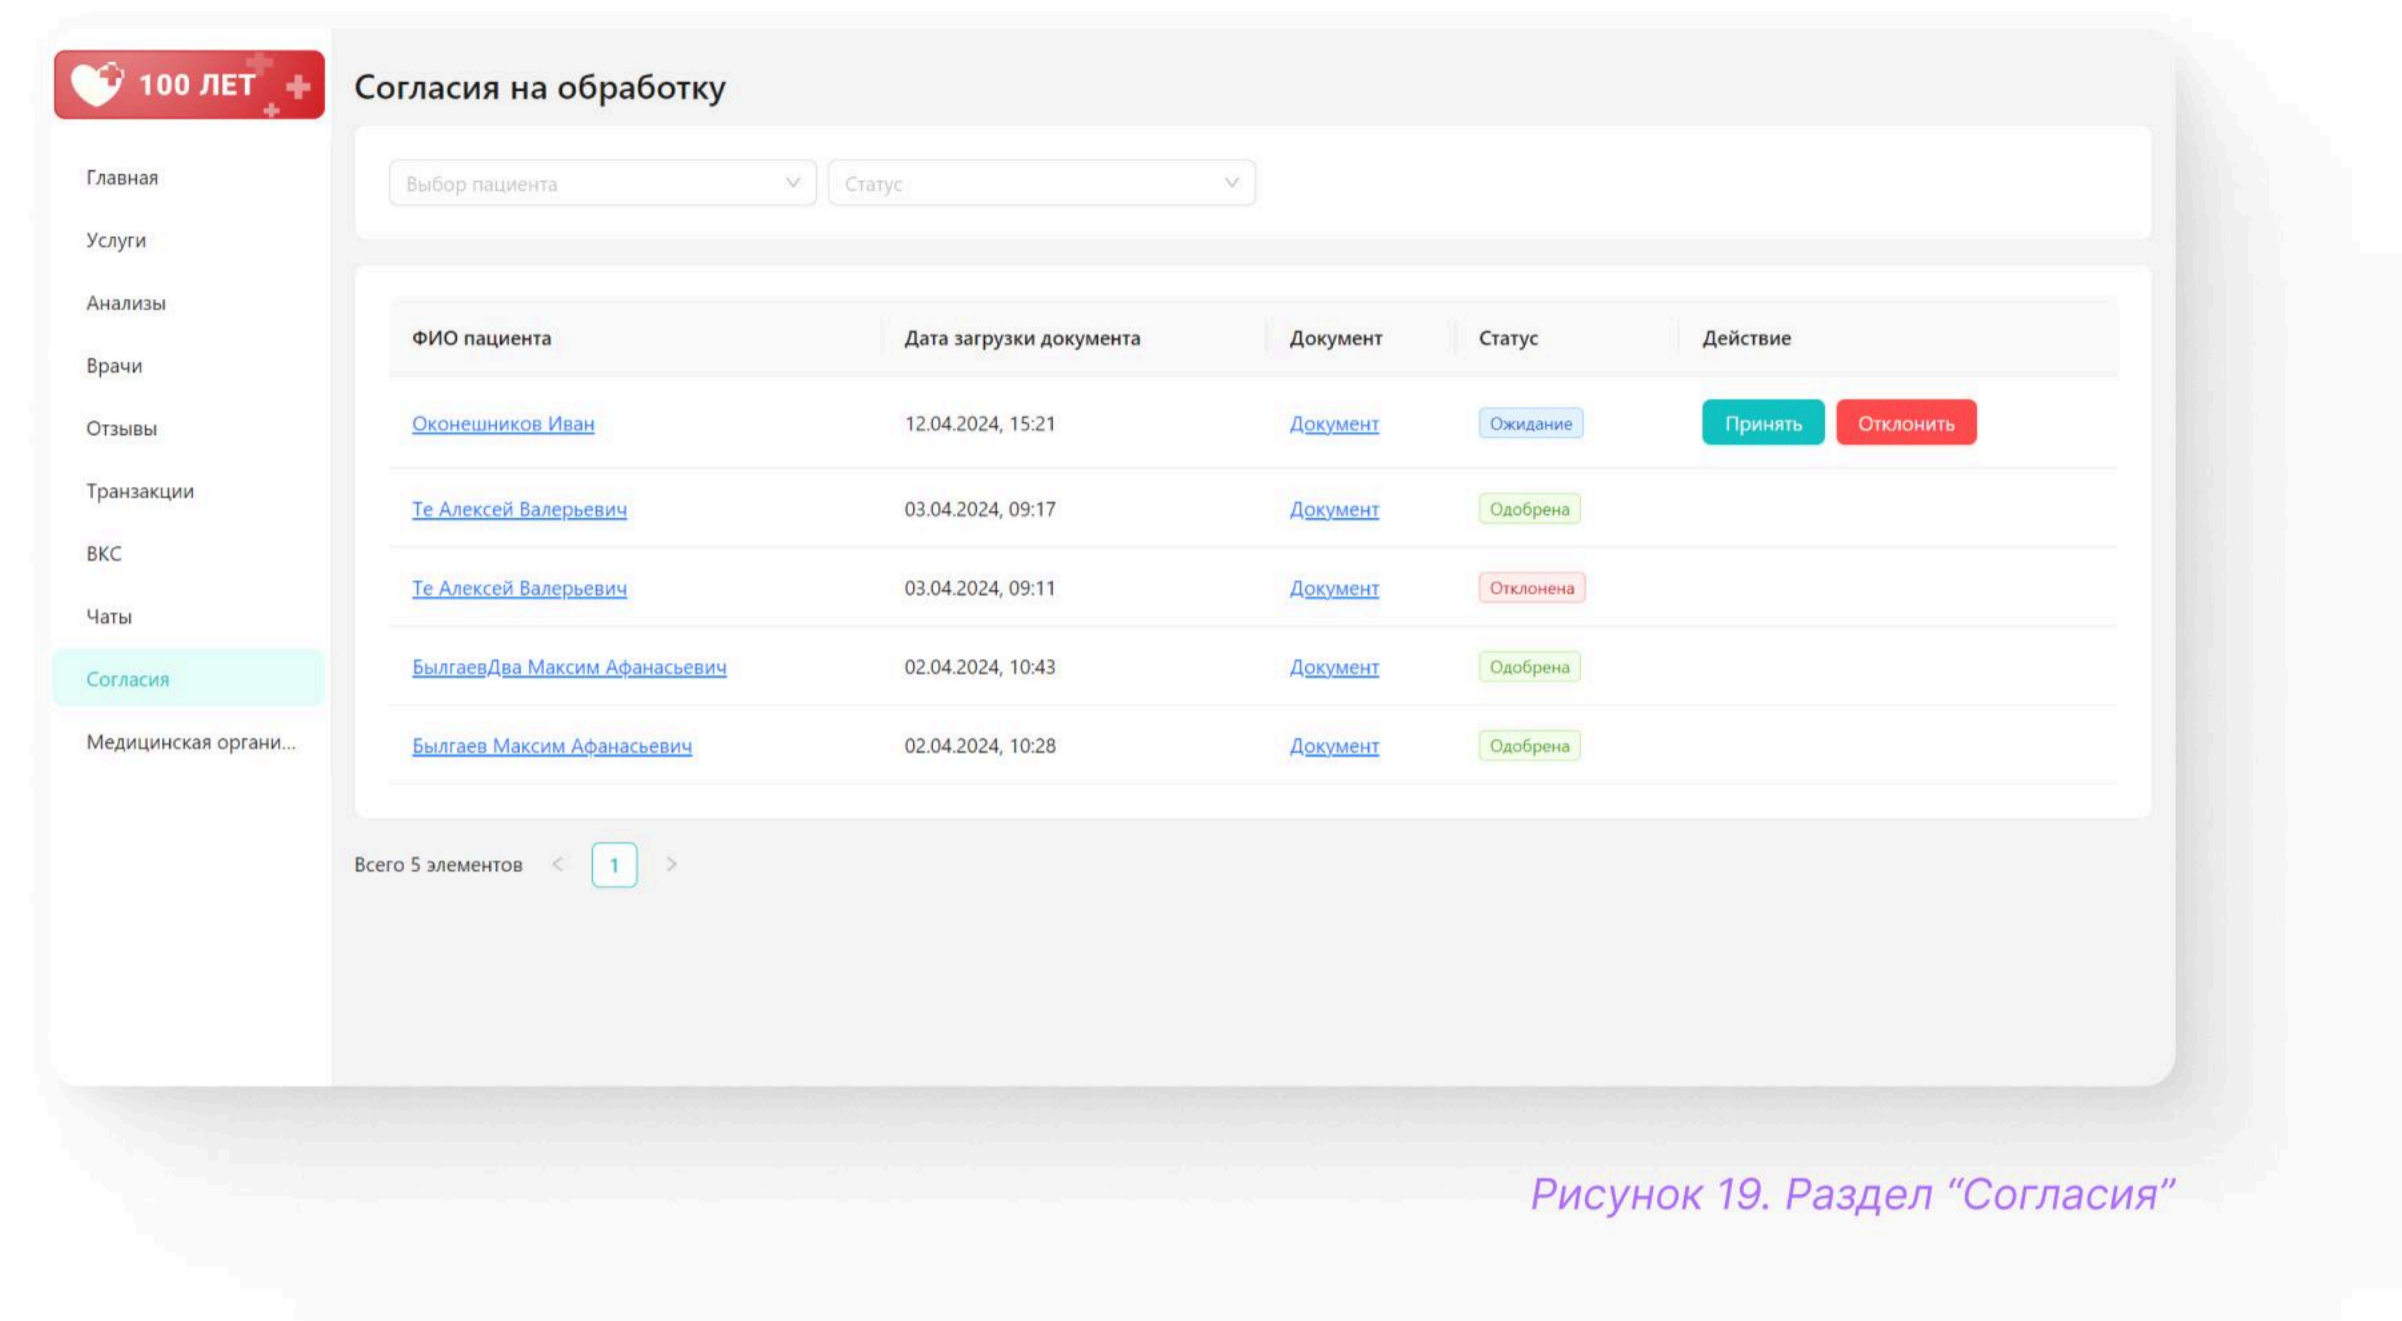 100 ЛЕТ
Согласия на обработку
Главная
Услуги
Анализы
Врачи
Отзывы
Транзакции
ВКС
Чаты
Согласия
Медицинская органи...
Выбор пациента
Статус
ФИО пациента Дата загрузки документа Документ Статус Действие
Оконешников Иван 12.04.2024, 15:21 Документ Ожидание Принять Отклонить
Те Алексей Валерьевич 03.04.2024, 09:17 Документ Одобрена
Те Алексей Валерьевич 03.04.2024, 09:11 Документ Отклонена
БылгаевДва Максим Афанасьевич 02.04.2024, 10:43 Документ Одобрена
Былгаев Максим Афанасьевич 02.04.2024, 10:28 Документ Одобрена
Всего 5 элементов < 1 >
Рисунок 19. Раздел “Согласия”